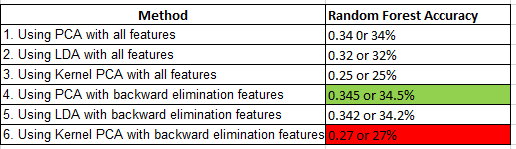 Method Random Forest Accuracy
1. Using PCA with all features 0.34 0r 34%
2. Using LDA with all features 0.32 or 32%
3. Using Kernel PCA with all features 0.25 or 25%
4. Using PCA with backward elimination features 0.345 or 34.5%
5. Using LDA with backward elimination features 0.342 or 34.2%
6. Using Kernel PCA with backward elimination features 0.27 or 27%